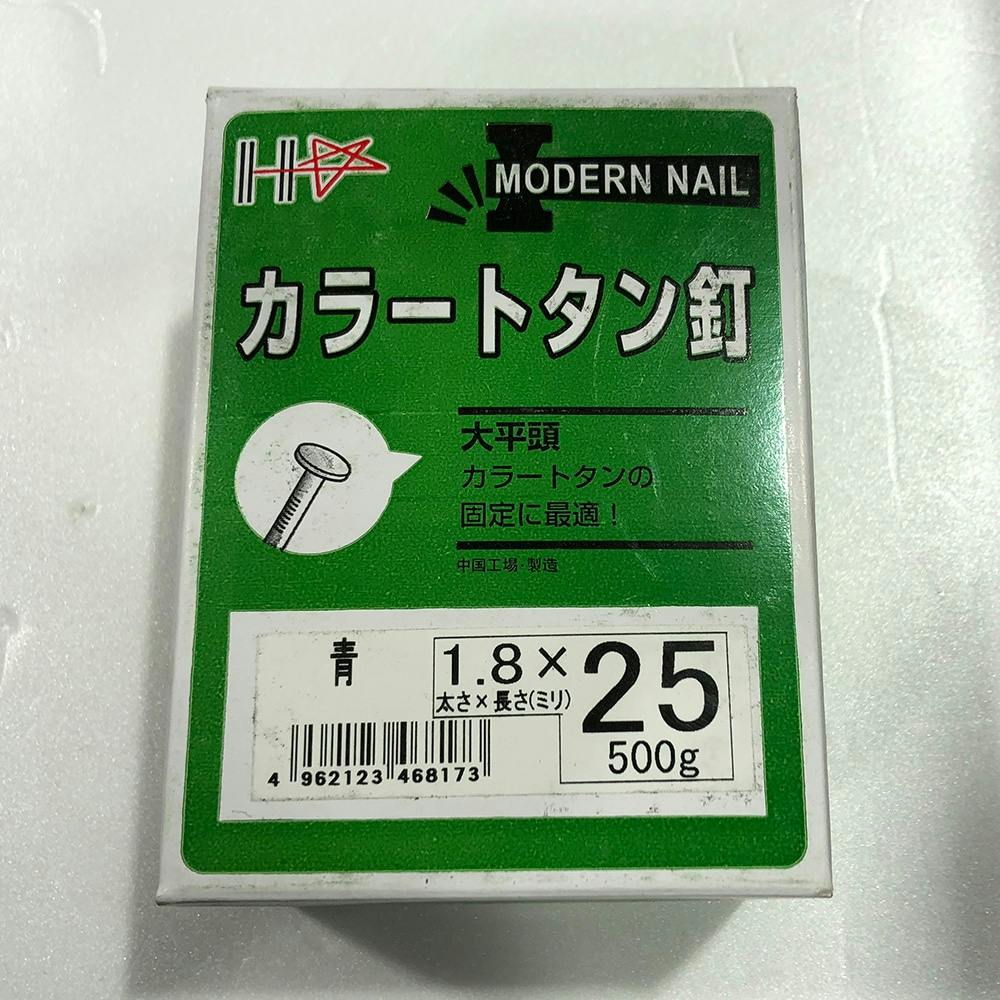 H
MODERN NAIL
カラートタン釘
大平頭
カラートタンの
固定に最適！
中国工場·製造
青
1.8×25
太さ×長さ(ミリ)
500g
4 962123 468173